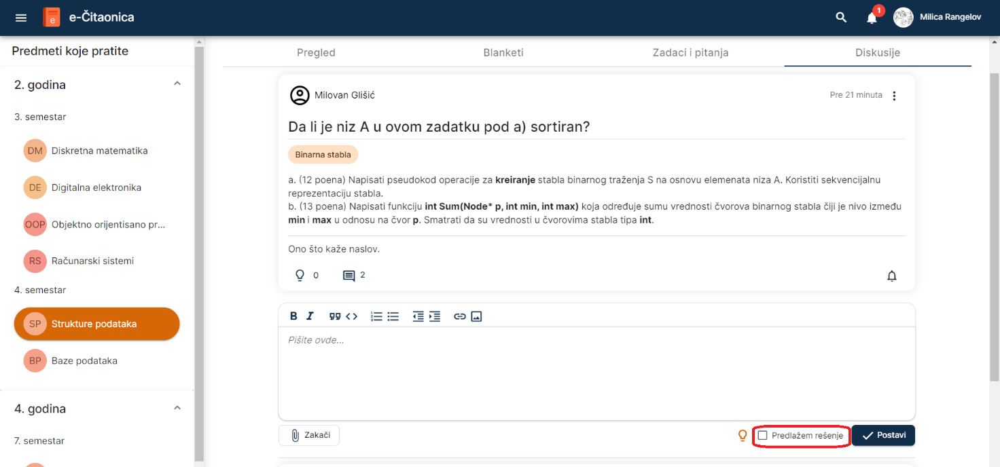 e-Čitaonica
1
Milica Rangelov
Predmeti koje pratite
2. godina
3. semestar
DM Diskretna matematika
DE Digitalna elektronika
OOP Objektno orijentisano pr...
RS Računarski sistemi
4. semestar
SP Strukture podataka
BP Baze podataka
4. godina
7. semestar
Pregled Blanketi Zadaci i pitanja Diskusije
Milovan Glišić Pre 21 minuta
Da li je niz A u ovom zadatku pod a) sortiran?
Binarna stabla
a. (12 poena) Napisati pseudokod operacije za kreiranje stabla binarnog traženja S na osnovu elemenata niza A. Koristiti sekvencijalnu
reprezentaciju stabla.
b. (13 poena) Napisati funkciju int Sum(Node* p, int min, int max) koja određuje sumu vrednosti čvorova binarnog stabla čiji je nivo između
min i max u odnosu na čvor p. Smatrati da su vrednosti u čvorovima stabla tipa int.
Ono što kaže naslov.
0 2
B I
Pišite ovde...
Zakači Predlažem rešenje Postavi